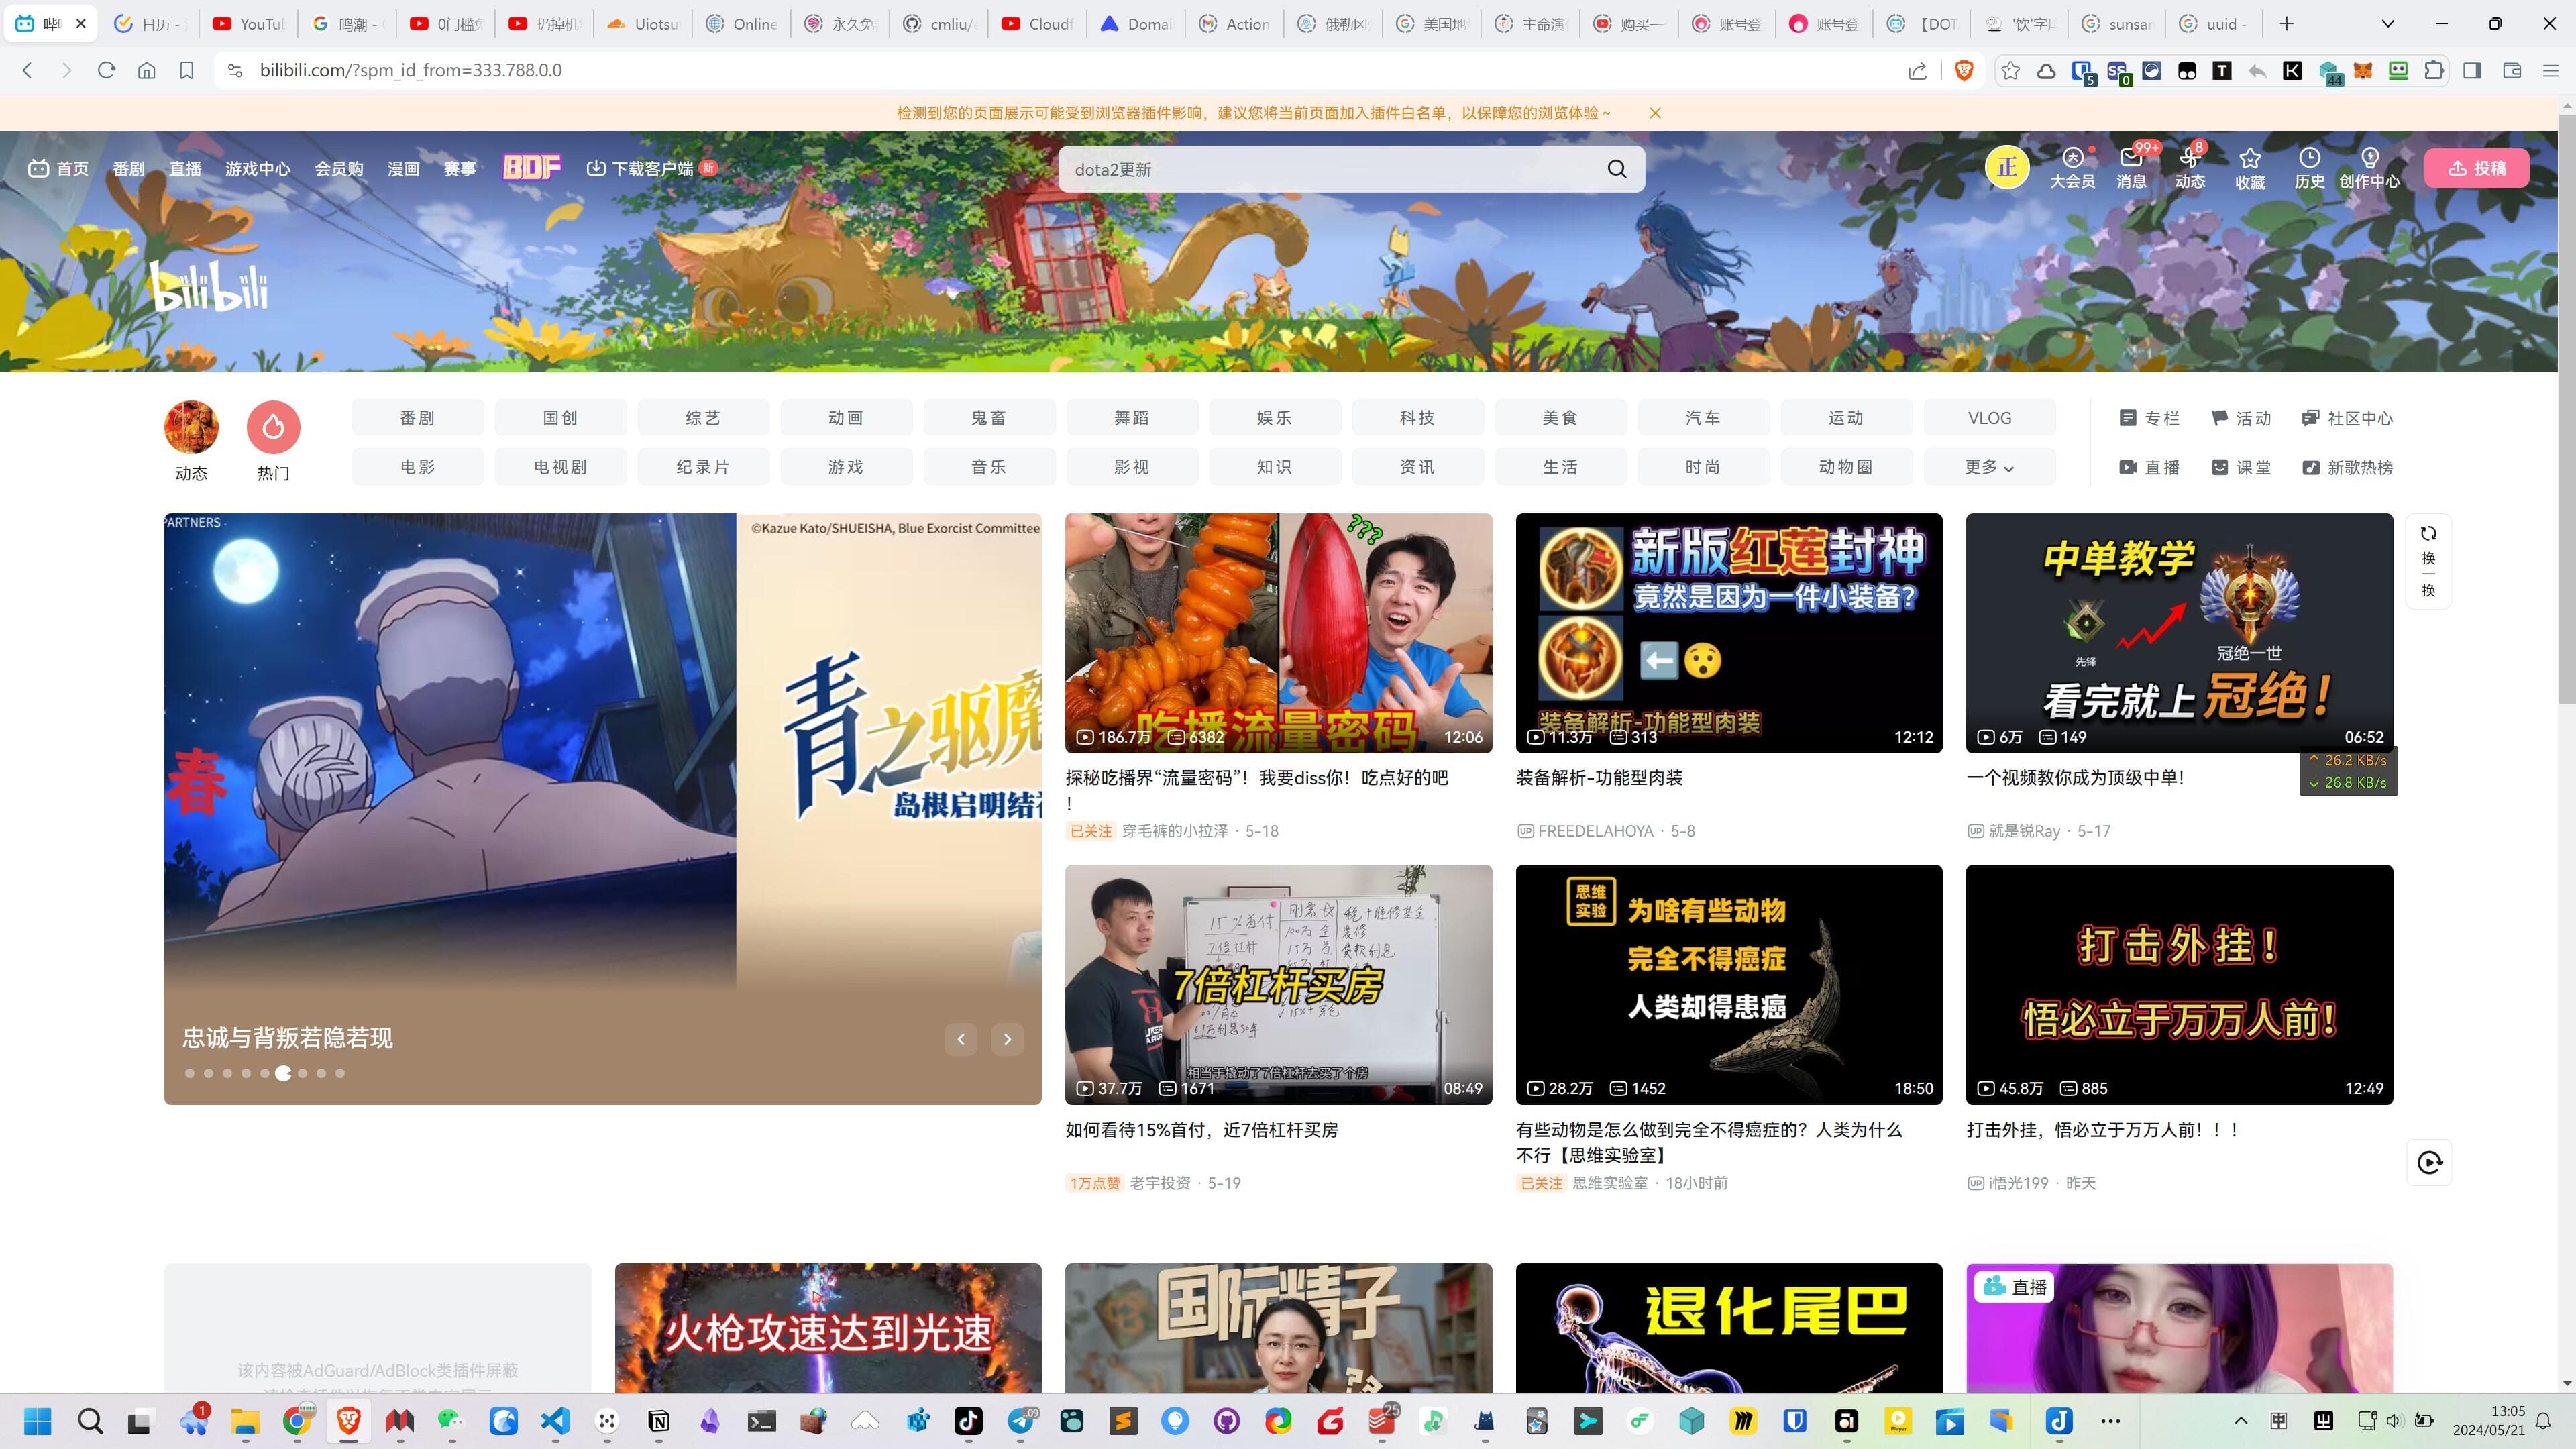 哔
日历 -
YouTub
鸣潮 -
0门槛免
扔掉机
Uiotsu
Online
永久免
cmliu/
Cloudf
Domai
Action
俄勒冈
美国地
主命演
购买一
账号登
账号登
【DOT
'饮'字月
sunsan
uuid -
bilibili.com/?spm_id_from=333.788.0.0
5
0
44
检测到您的页面展示可能受到浏览器插件影响，建议您将当前页面加入插件白名单，以保障您的浏览体验～
首页 番剧 直播 游戏中心 会员购 漫画 赛事 BDF 下载客户端 新
dota2更新
正 大会员 消息 99+ 动态 8 收藏 历史 创作中心 投稿
bilibili
动态 热门
番剧 国创 综艺 动画 鬼畜 舞蹈 娱乐 科技 美食 汽车 运动 VLOG
专栏 活动 社区中心
电影 电视剧 纪录片 游戏 音乐 影视 知识 资讯 生活 时尚 动物圈 更多
直播 课堂 新歌热榜
PARTNERS ·
©Kazue Kato/SHUEISHA, Blue Exorcist Committee
春
青之驱魔
岛根启明结
忠诚与背叛若隐若现
???
吃播流量密码
186.7万 6382 12:06
探秘吃播界“流量密码”！我要diss你！吃点好的吧
！
已关注 穿毛裤的小拉泽 · 5-18
新版红莲封神
竟然是因为一件小装备？
装备解析-功能型肉装
11.3万 313 12:12
装备解析-功能型肉装
UP FREEDELAHOYA · 5-8
中单教学
先锋
冠绝一世
看完就上冠绝！
6万 149 06:52
一个视频教你成为顶级中单！
UP 就是锐Ray · 5-17
换一换
↑ 26.2 KB/s
↓ 26.8 KB/s
15%首付
7倍杠杆
7倍杠杆买房
相当于撬动了7倍杠杆去买了个房
37.7万 1671 08:49
如何看待15%首付，近7倍杠杆买房
1万点赞 老宇投资 · 5-19
思维
实验
为啥有些动物
完全不得癌症
人类却得患癌
28.2万 1452 18:50
有些动物是怎么做到完全不得癌症的？人类为什么
不行【思维实验室】
已关注 思维实验室 · 18小时前
打击外挂！
悟必立于万万人前！
45.8万 885 12:49
打击外挂，悟必立于万万人前！！！
UP i悟光199 · 昨天
该内容被AdGuard/AdBlock类插件屏蔽
火枪攻速达到光速
国际精子
退化尾巴
直播
1
.09
25
Player
13:05
2024/05/21